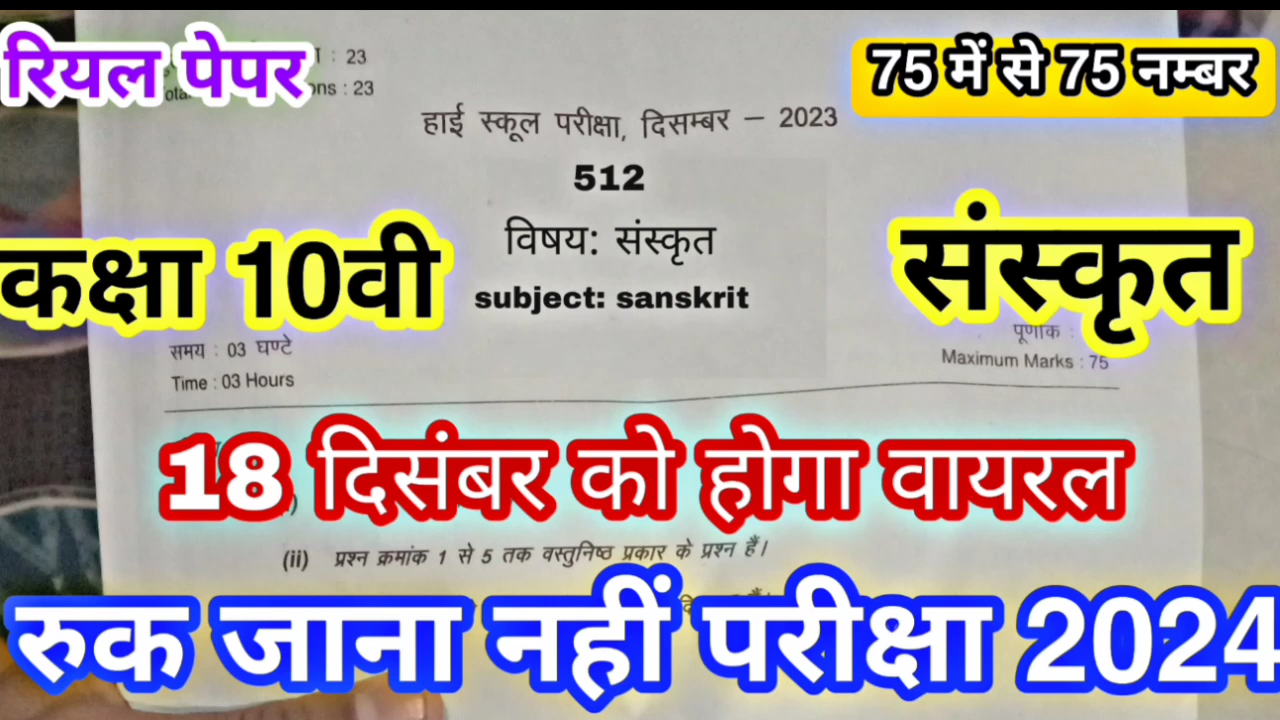 रियल पेपर
: 23
ons : 23
75 में से 75 नम्बर
हाई स्कूल परीक्षा, दिसम्बर – 2023
512
विषय: संस्कृत
subject: sanskrit
कक्षा 10वी
संस्कृत
समय : 03 घण्टे
Time : 03 Hours
पूर्णांक :
Maximum Marks : 75
18 दिसंबर को होगा वायरल
(ii) प्रश्न क्रमांक 1 से 5 तक वस्तुनिष्ठ प्रकार के प्रश्न हैं।
रुक जाना नहीं परीक्षा 2024